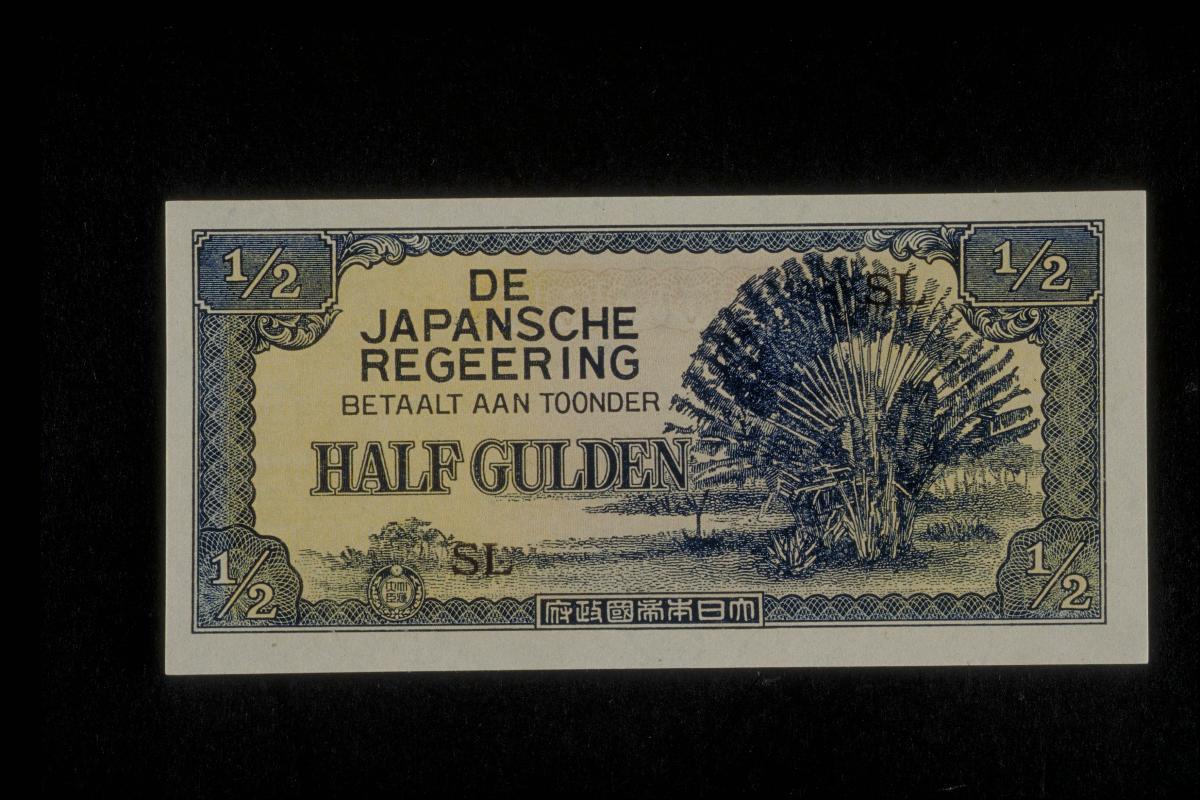 1/2
1/2
DE
JAPANSCHE
REGEERING
BETAALT AAN TOONDER
HALF GULDEN
SL
SL
1/2
1/2
府政國帝本日大